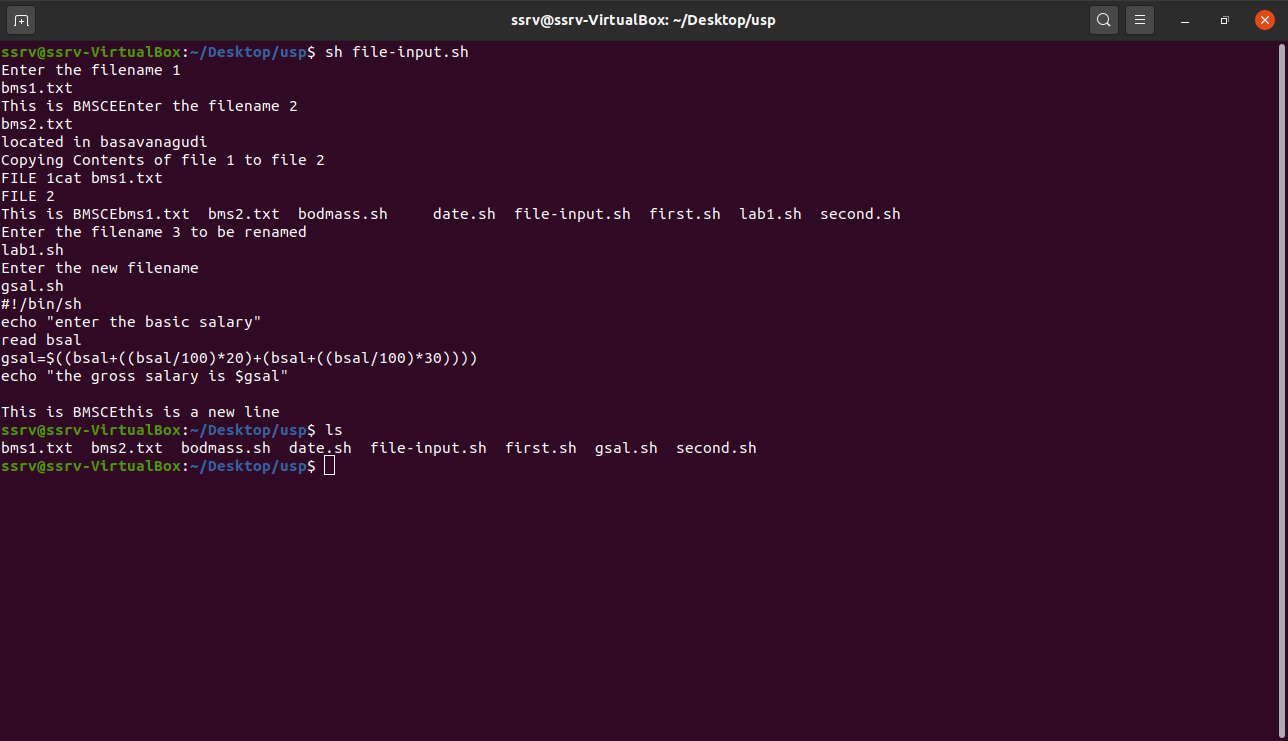 ssrv@ssrv-VirtualBox: ~/Desktop/usp
ssrv@ssrv-VirtualBox:~/Desktop/usp$ sh file-input.sh
Enter the filename 1
bms1.txt
This is BMSCEEnter the filename 2
bms2.txt
located in basavanagudi
Copying Contents of file 1 to file 2
FILE 1cat bms1.txt
FILE 2
This is BMSCEbms1.txt  bms2.txt  bodmass.sh     date.sh  file-input.sh  first.sh  lab1.sh  second.sh
Enter the filename 3 to be renamed
lab1.sh
Enter the new filename
gsal.sh
#!/bin/sh
echo "enter the basic salary"
read bsal
gsal=$((bsal+((bsal/100)*20)+(bsal+((bsal/100)*30))))
echo "the gross salary is $gsal"

This is BMSCEthis is a new line
ssrv@ssrv-VirtualBox:~/Desktop/usp$ ls
bms1.txt  bms2.txt  bodmass.sh  date.sh  file-input.sh  first.sh  gsal.sh  second.sh
ssrv@ssrv-VirtualBox:~/Desktop/usp$